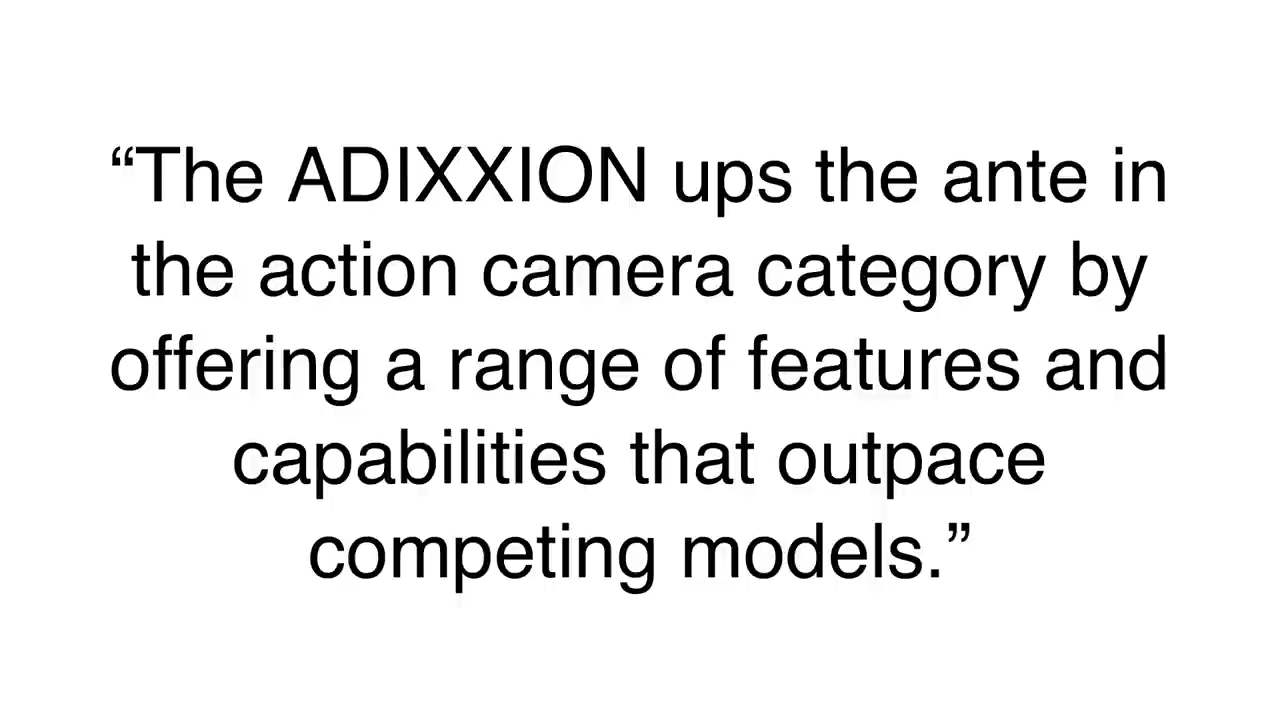 “The ADIXXION ups the ante in
the action camera category by
offering a range of features and
capabilities that outpace
competing models.”